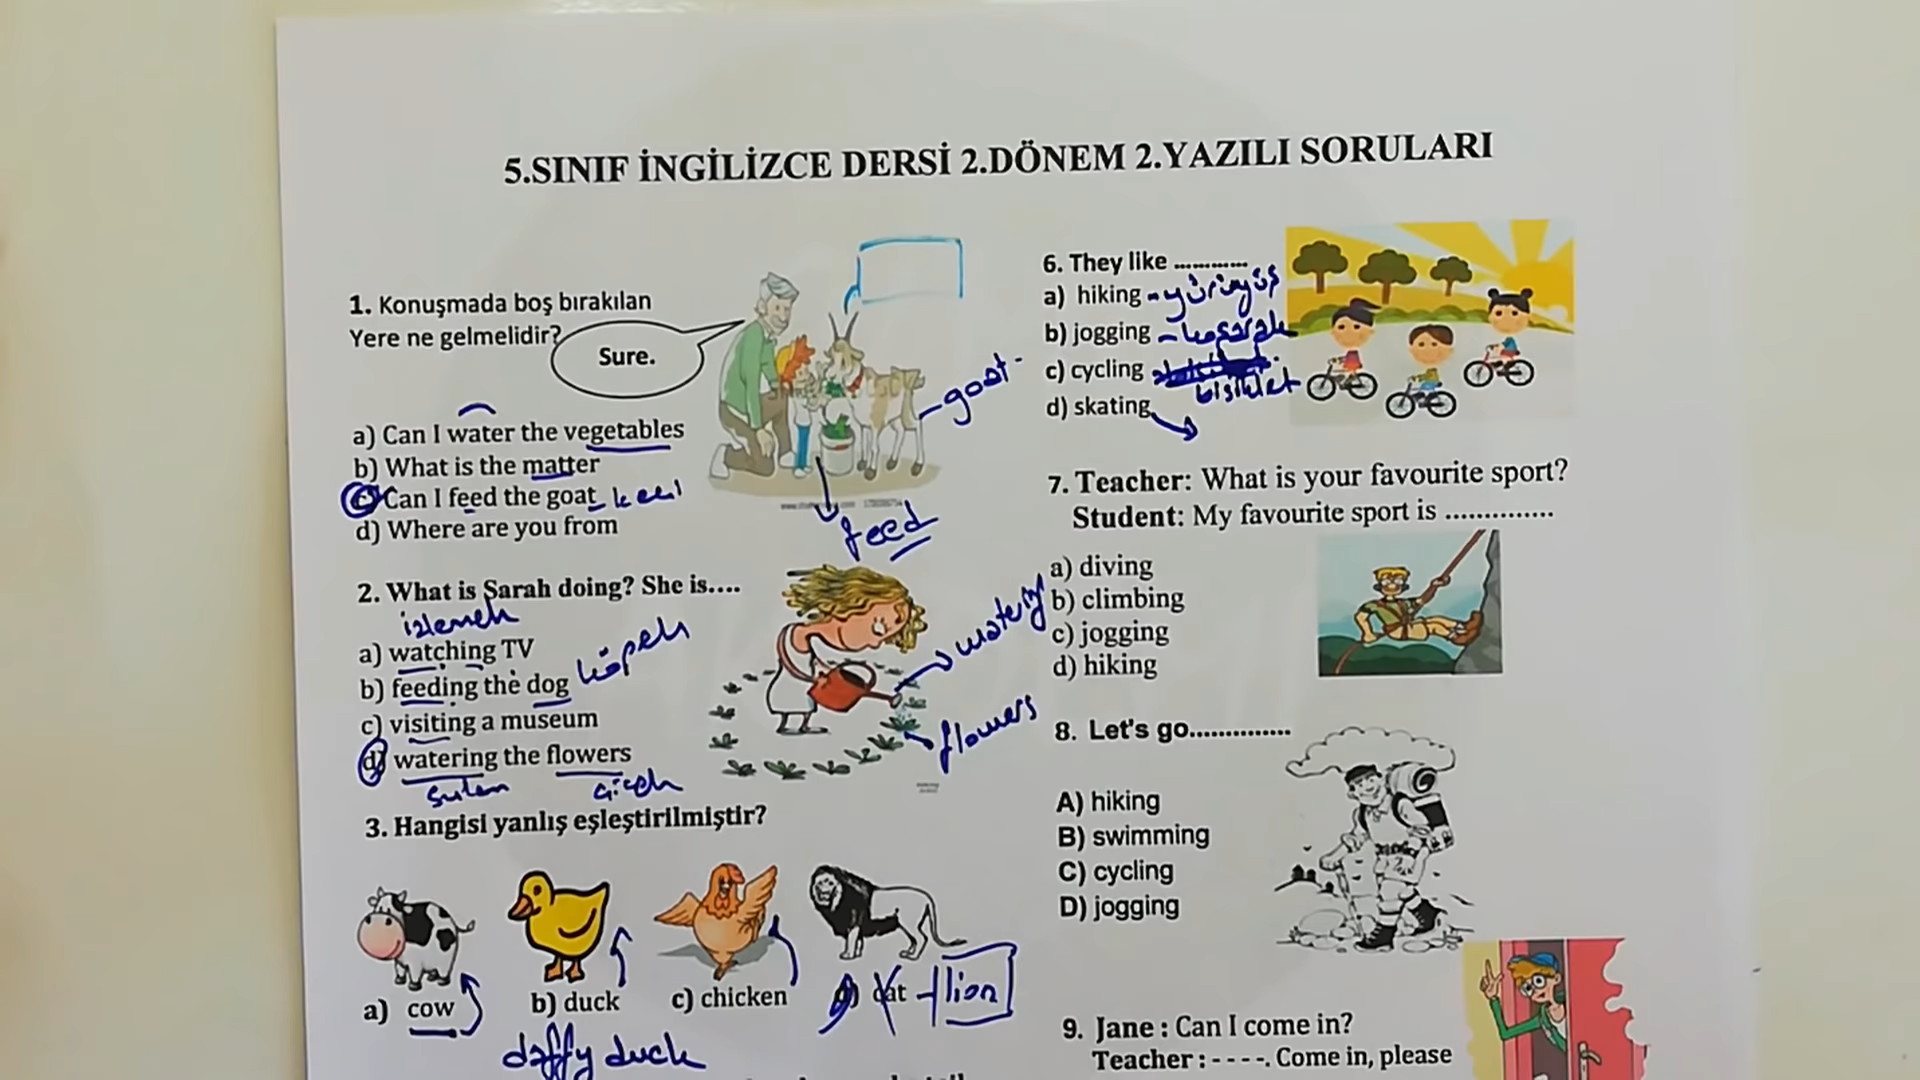 5.SINIF İNGİLİZCE DERSİ 2.DÖNEM 2.YAZILI SORULARI
1. Konuşmada boş bırakılan
Yere ne gelmelidir?
Sure.
goat
a) Can I water the vegetables
b) What is the matter
c) Can I feed the goat keçi
d) Where are you from
feed
2. What is Sarah doing? She is....
izlemek
a) watching TV
b) feeding the dog köpek
c) visiting a museum
d) watering the flowers
watering
flowers
çiçek
3. Hangisi yanlış eşleştirilmiştir?
a) cow
b) duck
c) chicken
d) cat lion
daffy duck
6. They like ............
a) hiking - yürüyüş
b) jogging
c) cycling bisiklet
d) skating
7. Teacher: What is your favourite sport?
Student: My favourite sport is ..............
a) diving
b) climbing
c) jogging
d) hiking
8. Let's go..............
A) hiking
B) swimming
C) cycling
D) jogging
9. Jane : Can I come in?
Teacher : - - - -. Come in, please